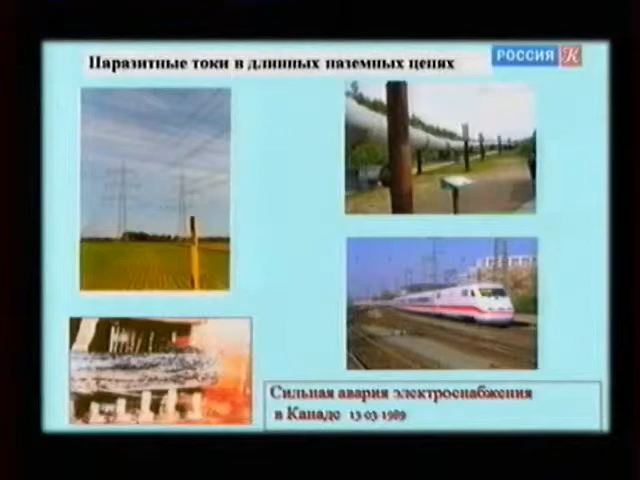 Паразитные токи в длинных наземных цепях
РОССИЯ К
Сильная авария электроснабжения
в Канаде 13-03-1989